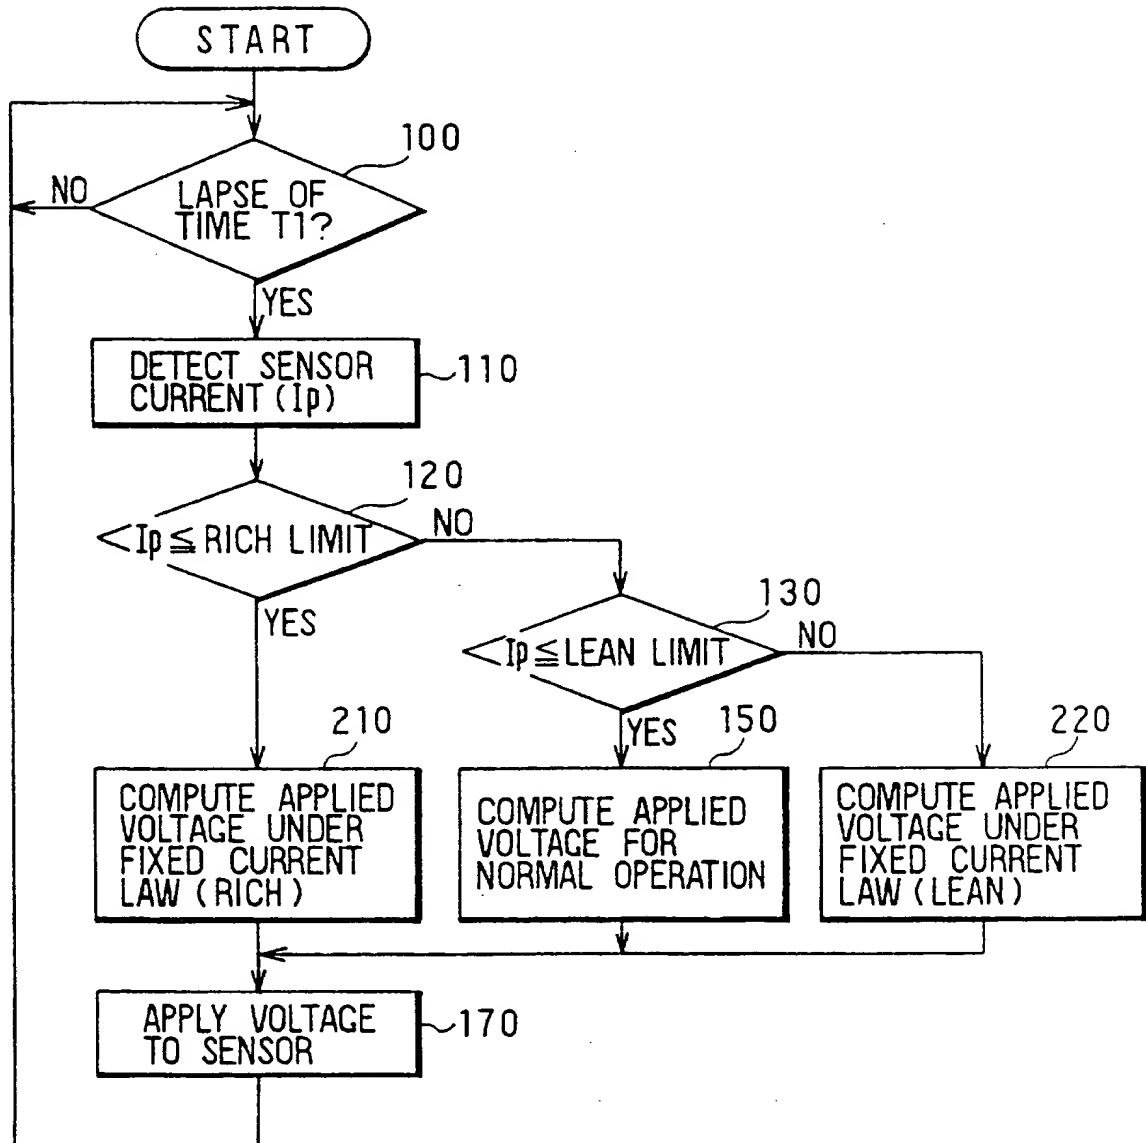 START
100
LAPSE OF
TIME T1?
NO
YES
DETECT SENSOR
CURRENT (Ip)
110
120
Ip ≦ RICH LIMIT
NO
YES
130
Ip ≦ LEAN LIMIT
NO
YES
210
COMPUTE APPLIED
VOLTAGE UNDER
FIXED CURRENT
LAW (RICH)
150
COMPUTE APPLIED
VOLTAGE FOR
NORMAL OPERATION
220
COMPUTE APPLIED
VOLTAGE UNDER
FIXED CURRENT
LAW (LEAN)
APPLY VOLTAGE
TO SENSOR
170